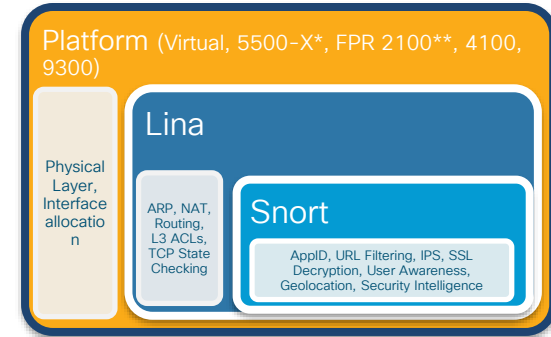 Platform (Virtual, 5500-X*, FPR 2100**, 4100,
9300)
Lina
Physical
Layer,
Interface
allocatio
n
ARP, NAT,
Routing,
L3 ACLs,
TCP State
Checking
Snort
AppID, URL Filtering, IPS, SSL
Decryption, User Awareness,
Geolocation, Security Intelligence